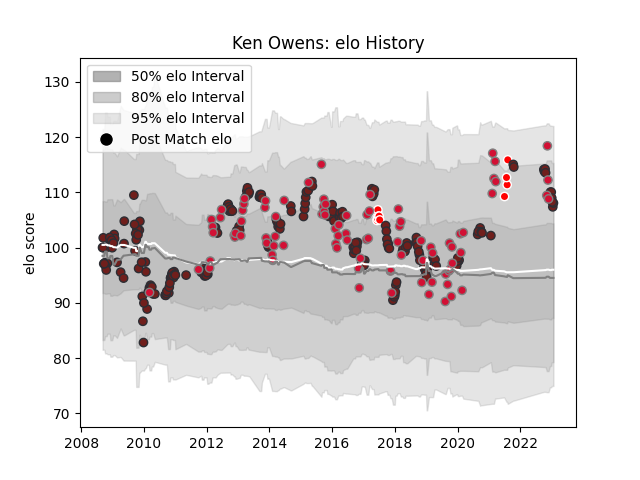 Ken Owens: elo History
50% elo Interval
80% elo Interval
95% elo Interval
Post Match elo
elo score
130
120
110
100
90
80
70
2008 2010 2012 2014 2016 2018 2020 2022